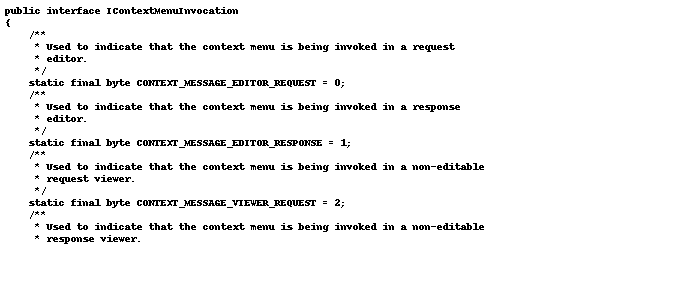 public interface IContextMenuInvocation
{
    /**
     * Used to indicate that the context menu is being invoked in a request
     * editor.
     */
    static final byte CONTEXT_MESSAGE_EDITOR_REQUEST = 0;
    /**
     * Used to indicate that the context menu is being invoked in a response
     * editor.
     */
    static final byte CONTEXT_MESSAGE_EDITOR_RESPONSE = 1;
    /**
     * Used to indicate that the context menu is being invoked in a non-editable
     * request viewer.
     */
    static final byte CONTEXT_MESSAGE_VIEWER_REQUEST = 2;
    /**
     * Used to indicate that the context menu is being invoked in a non-editable
     * response viewer.